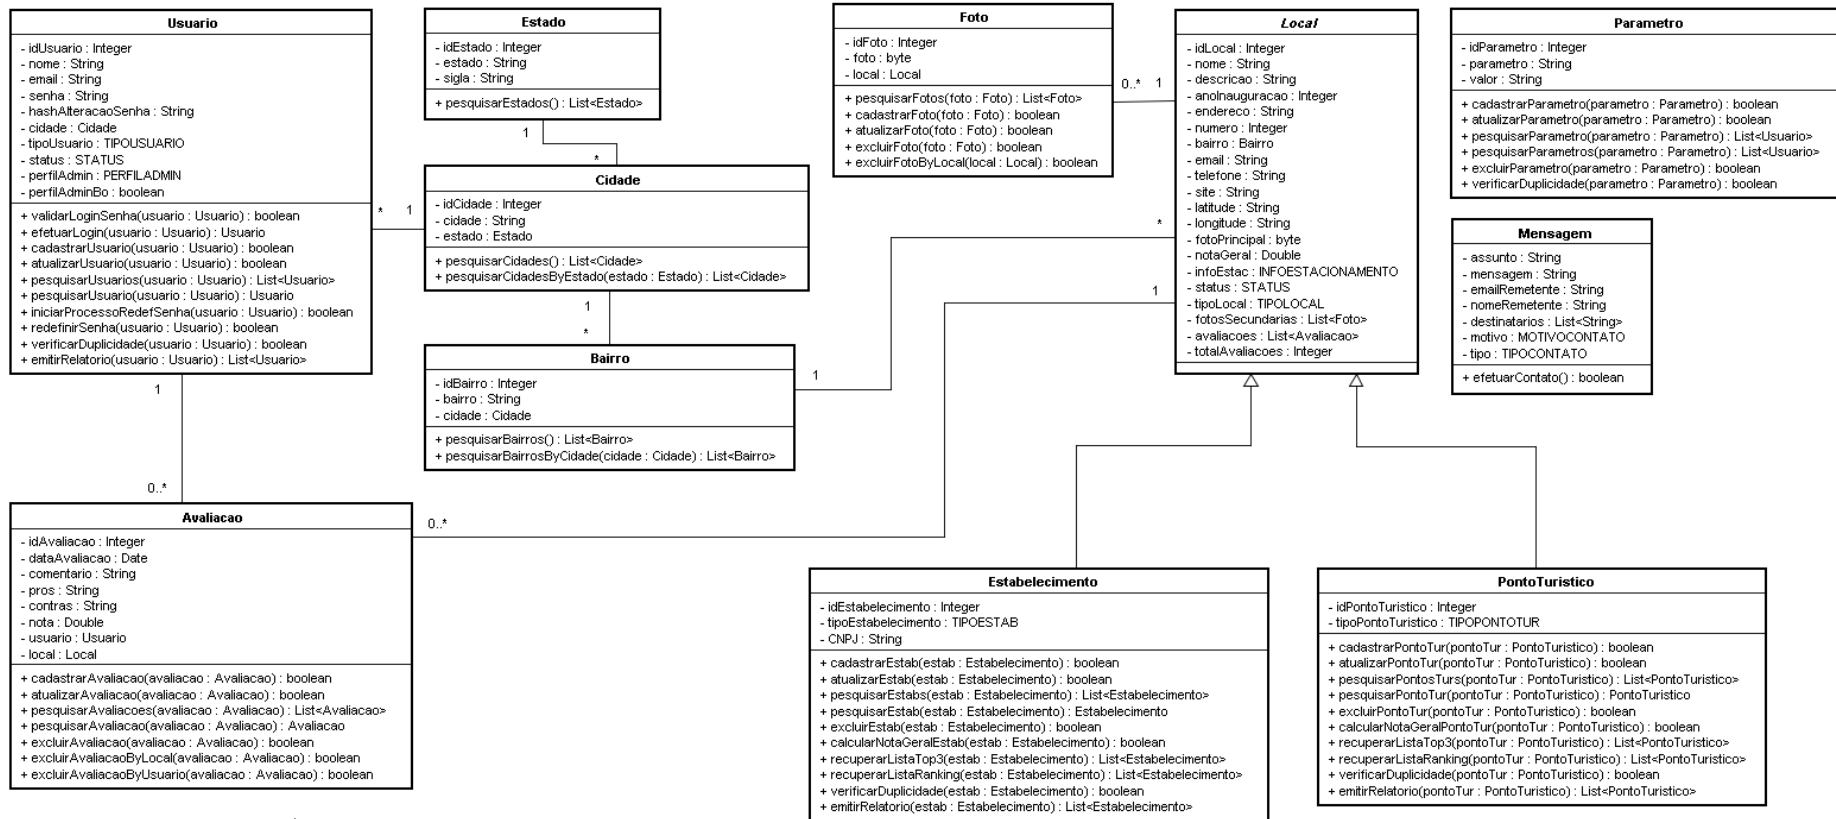 Usuario
- idUsuario : Integer
- nome : String
- email : String
- senha : String
- hashAlteracaoSenha : String
- cidade : Cidade
- tipoUsuario : TIPOUSUARIO
- status : STATUS
- perfilAdmin : PERFILADMIN
- perfilAdminBo : boolean
+ validarLoginSenha(usuario : Usuario) : boolean
+ efetuarLogin(usuario : Usuario) : Usuario
+ cadastrarUsuario(usuario : Usuario) : boolean
+ atualizarUsuario(usuario : Usuario) : boolean
+ pesquisarUsuarios(usuario : Usuario) : List<Usuario>
+ pesquisarUsuario(usuario : Usuario) : Usuario
+ iniciarProcessoRedefSenha(usuario : Usuario) : boolean
+ redefinirSenha(usuario : Usuario) : boolean
+ verificarDuplicidade(usuario : Usuario) : boolean
+ emitirRelatorio(usuario : Usuario) : List<Usuario>
* 1
1
0..*
Estado
- idEstado : Integer
- estado : String
- sigla : String
+ pesquisarEstados() : List<Estado>
1
*
Cidade
- idCidade : Integer
- cidade : String
- estado : Estado
+ pesquisarCidades() : List<Cidade>
+ pesquisarCidadesByEstado(estado : Estado) : List<Cidade>
1
*
Bairro
- idBairro : Integer
- bairro : String
- cidade : Cidade
+ pesquisarBairros() : List<Bairro>
+ pesquisarBairrosByCidade(cidade : Cidade) : List<Bairro>
1
*
Foto
- idFoto : Integer
- foto : byte
- local : Local
+ pesquisarFotos(foto : Foto) : List<Foto>
+ cadastrarFoto(foto : Foto) : boolean
+ atualizarFoto(foto : Foto) : boolean
+ excluirFoto(foto : Foto) : boolean
+ excluirFotoByLocal(local : Local) : boolean
0..* 1
Local
- idLocal : Integer
- nome : String
- descricao : String
- anoInauguracao : Integer
- endereco : String
- numero : Integer
- bairro : Bairro
- email : String
- telefone : String
- site : String
- latitude : String
- longitude : String
- fotoPrincipal : byte
- notaGeral : Double
- infoEstac : INFOESTACIONAMENTO
- status : STATUS
- tipoLocal : TIPOLOCAL
- fotosSecundarias : List<Foto>
- avaliacoes : List<Avaliacao>
- totalAvaliacoes : Integer
1
0..*
Parametro
- idParametro : Integer
- parametro : String
- valor : String
+ cadastrarParametro(parametro : Parametro) : boolean
+ atualizarParametro(parametro : Parametro) : boolean
+ pesquisarParametro(parametro : Parametro) : List<Usuario>
+ pesquisarParametros(parametro : Parametro) : List<Usuario>
+ excluirParametro(parametro : Parametro) : boolean
+ verificarDuplicidade(parametro : Parametro) : boolean
Mensagem
- assunto : String
- mensagem : String
- emailRemetente : String
- nomeRemetente : String
- destinatarios : List<String>
- motivo : MOTIVOCONTATO
- tipo : TIPOCONTATO
+ efetuarContato() : boolean
Avaliacao
- idAvaliacao : Integer
- dataAvaliacao : Date
- comentario : String
- pros : String
- contras : String
- nota : Double
- usuario : Usuario
- local : Local
+ cadastrarAvaliacao(avaliacao : Avaliacao) : boolean
+ atualizarAvaliacao(avaliacao : Avaliacao) : boolean
+ pesquisarAvaliacoes(avaliacao : Avaliacao) : List<Avaliacao>
+ pesquisarAvaliacao(avaliacao : Avaliacao) : Avaliacao
+ excluirAvaliacao(avaliacao : Avaliacao) : boolean
+ excluirAvaliacaoByLocal(avaliacao : Avaliacao) : boolean
+ excluirAvaliacaoByUsuario(avaliacao : Avaliacao) : boolean
Estabelecimento
- idEstabelecimento : Integer
- tipoEstabelecimento : TIPOESTAB
- CNPJ : String
+ cadastrarEstab(estab : Estabelecimento) : boolean
+ atualizarEstab(estab : Estabelecimento) : boolean
+ pesquisarEstabs(estab : Estabelecimento) : List<Estabelecimento>
+ pesquisarEstab(estab : Estabelecimento) : Estabelecimento
+ excluirEstab(estab : Estabelecimento) : boolean
+ calcularNotaGeralEstab(estab : Estabelecimento) : boolean
+ recuperarListaTop3(estab : Estabelecimento) : List<Estabelecimento>
+ recuperarListaRanking(estab : Estabelecimento) : List<Estabelecimento>
+ verificarDuplicidade(estab : Estabelecimento) : boolean
+ emitirRelatorio(estab : Estabelecimento) : List<Estabelecimento>
PontoTuristico
- idPontoTuristico : Integer
- tipoPontoTuristico : TIPOPONTOTUR
+ cadastrarPontoTur(pontoTur : PontoTuristico) : boolean
+ atualizarPontoTur(pontoTur : PontoTuristico) : boolean
+ pesquisarPontosTurs(pontoTur : PontoTuristico) : List<PontoTuristico>
+ pesquisarPontoTur(pontoTur : PontoTuristico) : PontoTuristico
+ excluirPontoTur(pontoTur : PontoTuristico) : boolean
+ calcularNotaGeralPontoTur(pontoTur : PontoTuristico) : boolean
+ recuperarListaTop3(pontoTur : PontoTuristico) : List<PontoTuristico>
+ recuperarListaRanking(pontoTur : PontoTuristico) : List<PontoTuristico>
+ verificarDuplicidade(pontoTur : PontoTuristico) : boolean
+ emitirRelatorio(pontoTur : PontoTuristico) : List<PontoTuristico>